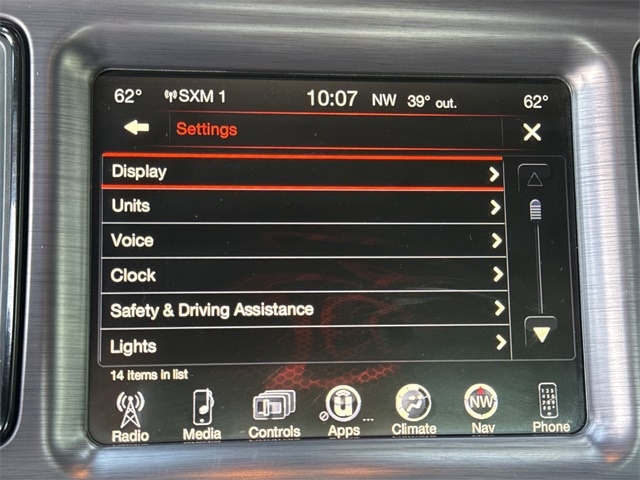 62° SXM 1 10:07 NW 39° out. 62°
Settings
Display
Units
Voice
Clock
Safety & Driving Assistance
Lights
14 items in list
NW
Radio Media Controls Apps Climate Nav Phone